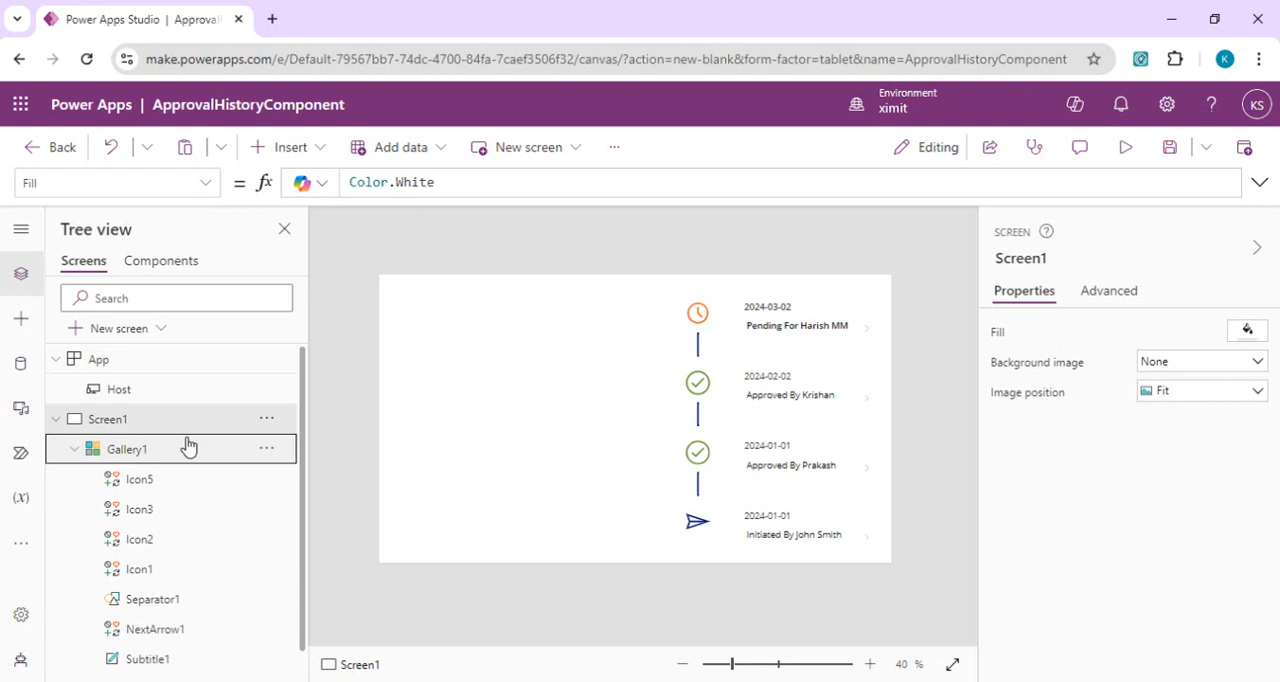 Power Apps Studio | Approval
make.powerapps.com/e/Default-79567bb7-74dc-4700-84fa-7caef3506f32/canvas/?action=new-blank&form-factor=tablet&name=ApprovalHistoryComponent
K
Power Apps | ApprovalHistoryComponent
Environment
ximit
KS
Back
Insert
Add data
New screen
Editing
Fill
= fx
Color.White
Tree view
Screens
Components
Search
New screen
App
Host
Screen1
Gallery1
Icon5
Icon3
Icon2
Icon1
Separator1
NextArrow1
Subtitle1
2024-03-02
Pending For Harish MM
2024-02-02
Approved By Krishan
2024-01-01
Approved By Prakash
2024-01-01
Initiated By John Smith
Screen1
40 %
SCREEN
Screen1
Properties
Advanced
Fill
Background image
None
Image position
Fit